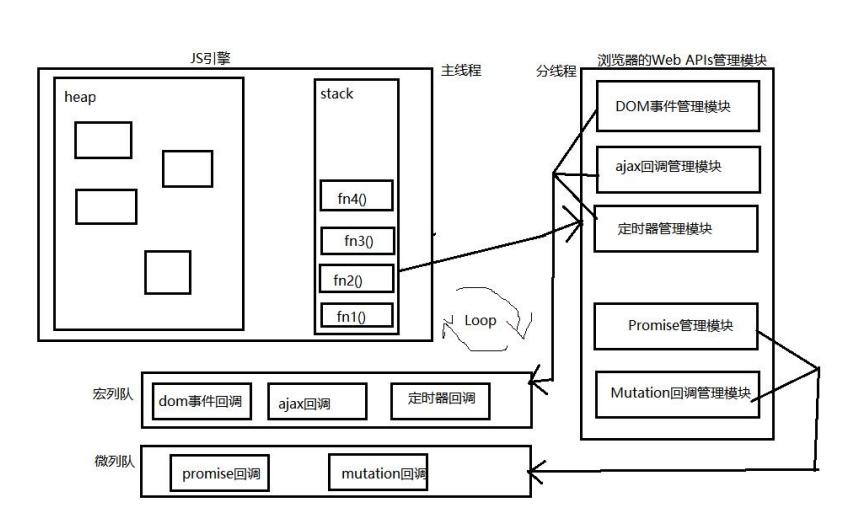 JS引擎
主线程
分线程
浏览器的Web APIs管理模块
heap
stack
fn4()
fn3()
fn2()
fn1()
Loop
DOM事件管理模块
ajax回调管理模块
定时器管理模块
Promise管理模块
Mutation回调管理模块
宏列队
dom事件回调
ajax回调
定时器回调
微列队
promise回调
mutation回调